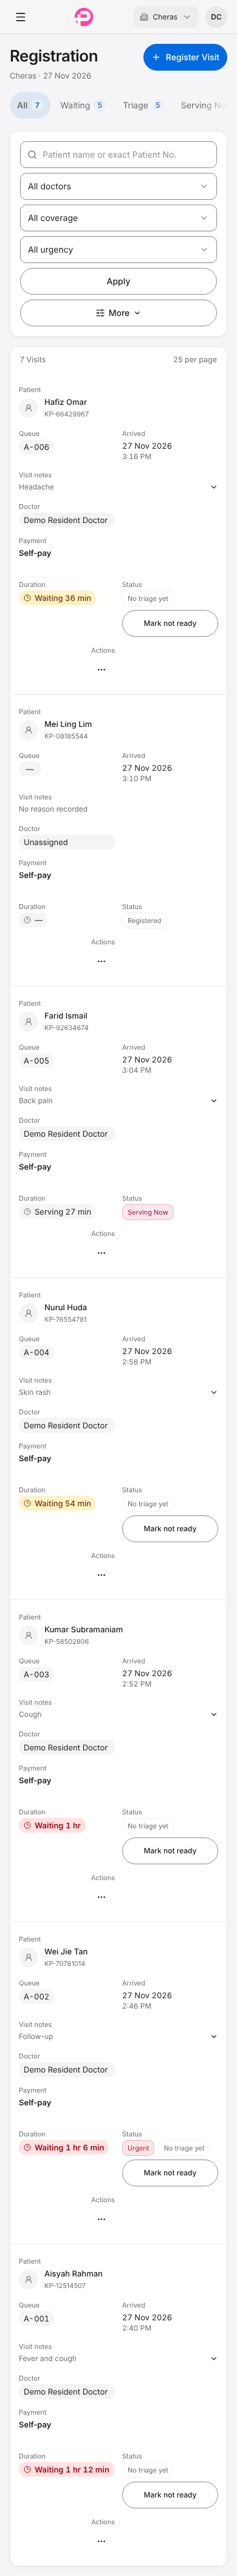 Cheras
DC
Registration
Cheras · 27 Nov 2026
+ Register Visit
All 7
Waiting 5
Triage 5
Serving No
Patient name or exact Patient No.
All doctors
All coverage
All urgency
Apply
More
7 Visits
25 per page
Patient
Hafiz Omar
KP-66429967
Queue
Arrived
A-006
27 Nov 2026
3:16 PM
Visit notes
Headache
Doctor
Demo Resident Doctor
Payment
Self-pay
Duration
Status
Waiting 36 min
No triage yet
Mark not ready
Actions
...
Patient
Mei Ling Lim
KP-08185544
Queue
Arrived
—
27 Nov 2026
3:10 PM
Visit notes
No reason recorded
Doctor
Unassigned
Payment
Self-pay
Duration
Status
—
Registered
Actions
...
Patient
Farid Ismail
KP-92634674
Queue
Arrived
A-005
27 Nov 2026
3:04 PM
Visit notes
Back pain
Doctor
Demo Resident Doctor
Payment
Self-pay
Duration
Status
Serving 27 min
Serving Now
Actions
...
Patient
Nurul Huda
KP-76554781
Queue
Arrived
A-004
27 Nov 2026
2:58 PM
Visit notes
Skin rash
Doctor
Demo Resident Doctor
Payment
Self-pay
Duration
Status
Waiting 54 min
No triage yet
Mark not ready
Actions
...
Patient
Kumar Subramaniam
KP-58502806
Queue
Arrived
A-003
27 Nov 2026
2:52 PM
Visit notes
Cough
Doctor
Demo Resident Doctor
Payment
Self-pay
Duration
Status
Waiting 1 hr
No triage yet
Mark not ready
Actions
...
Patient
Wei Jie Tan
KP-70781014
Queue
Arrived
A-002
27 Nov 2026
2:46 PM
Visit notes
Follow-up
Doctor
Demo Resident Doctor
Payment
Self-pay
Duration
Status
Waiting 1 hr 6 min
Urgent
No triage yet
Mark not ready
Actions
...
Patient
Aisyah Rahman
KP-12514507
Queue
Arrived
A-001
27 Nov 2026
2:40 PM
Visit notes
Fever and cough
Doctor
Demo Resident Doctor
Payment
Self-pay
Duration
Status
Waiting 1 hr 12 min
No triage yet
Mark not ready
Actions
...